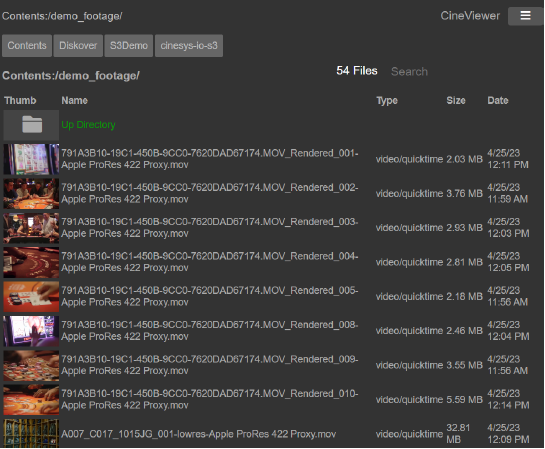 Contents:/demo_footage/
CineViewer
Contents
Diskover
S3Demo
cinesys-io-s3
Contents:/demo_footage/
54 Files
Search
Thumb Name Type Size Date
Up Directory
791A3B10-19C1-450B-9CC0-7620DAD67174.MOV_Rendered_001-
Apple ProRes 422 Proxy.mov
video/quicktime 2.03 MB
4/25/23
12:11 PM
791A3B10-19C1-450B-9CC0-7620DAD67174.MOV_Rendered_002-
Apple ProRes 422 Proxy.mov
video/quicktime 3.76 MB
4/25/23
11:59 AM
791A3B10-19C1-450B-9CC0-7620DAD67174.MOV_Rendered_003-
Apple ProRes 422 Proxy.mov
video/quicktime 2.93 MB
4/25/23
12:03 PM
791A3B10-19C1-450B-9CC0-7620DAD67174.MOV_Rendered_004-
Apple ProRes 422 Proxy.mov
video/quicktime 2.81 MB
4/25/23
12:05 PM
791A3B10-19C1-450B-9CC0-7620DAD67174.MOV_Rendered_005-
Apple ProRes 422 Proxy.mov
video/quicktime 2.18 MB
4/25/23
11:56 AM
791A3B10-19C1-450B-9CC0-7620DAD67174.MOV_Rendered_008-
Apple ProRes 422 Proxy.mov
video/quicktime 2.46 MB
4/25/23
12:04 PM
791A3B10-19C1-450B-9CC0-7620DAD67174.MOV_Rendered_009-
Apple ProRes 422 Proxy.mov
video/quicktime 3.55 MB
4/25/23
11:56 AM
791A3B10-19C1-450B-9CC0-7620DAD67174.MOV_Rendered_010-
Apple ProRes 422 Proxy.mov
video/quicktime 5.59 MB
4/25/23
12:14 PM
A007_C017_1015JG_001-lowres-Apple ProRes 422 Proxy.mov
video/quicktime
32.81
MB
4/25/23
12:09 PM